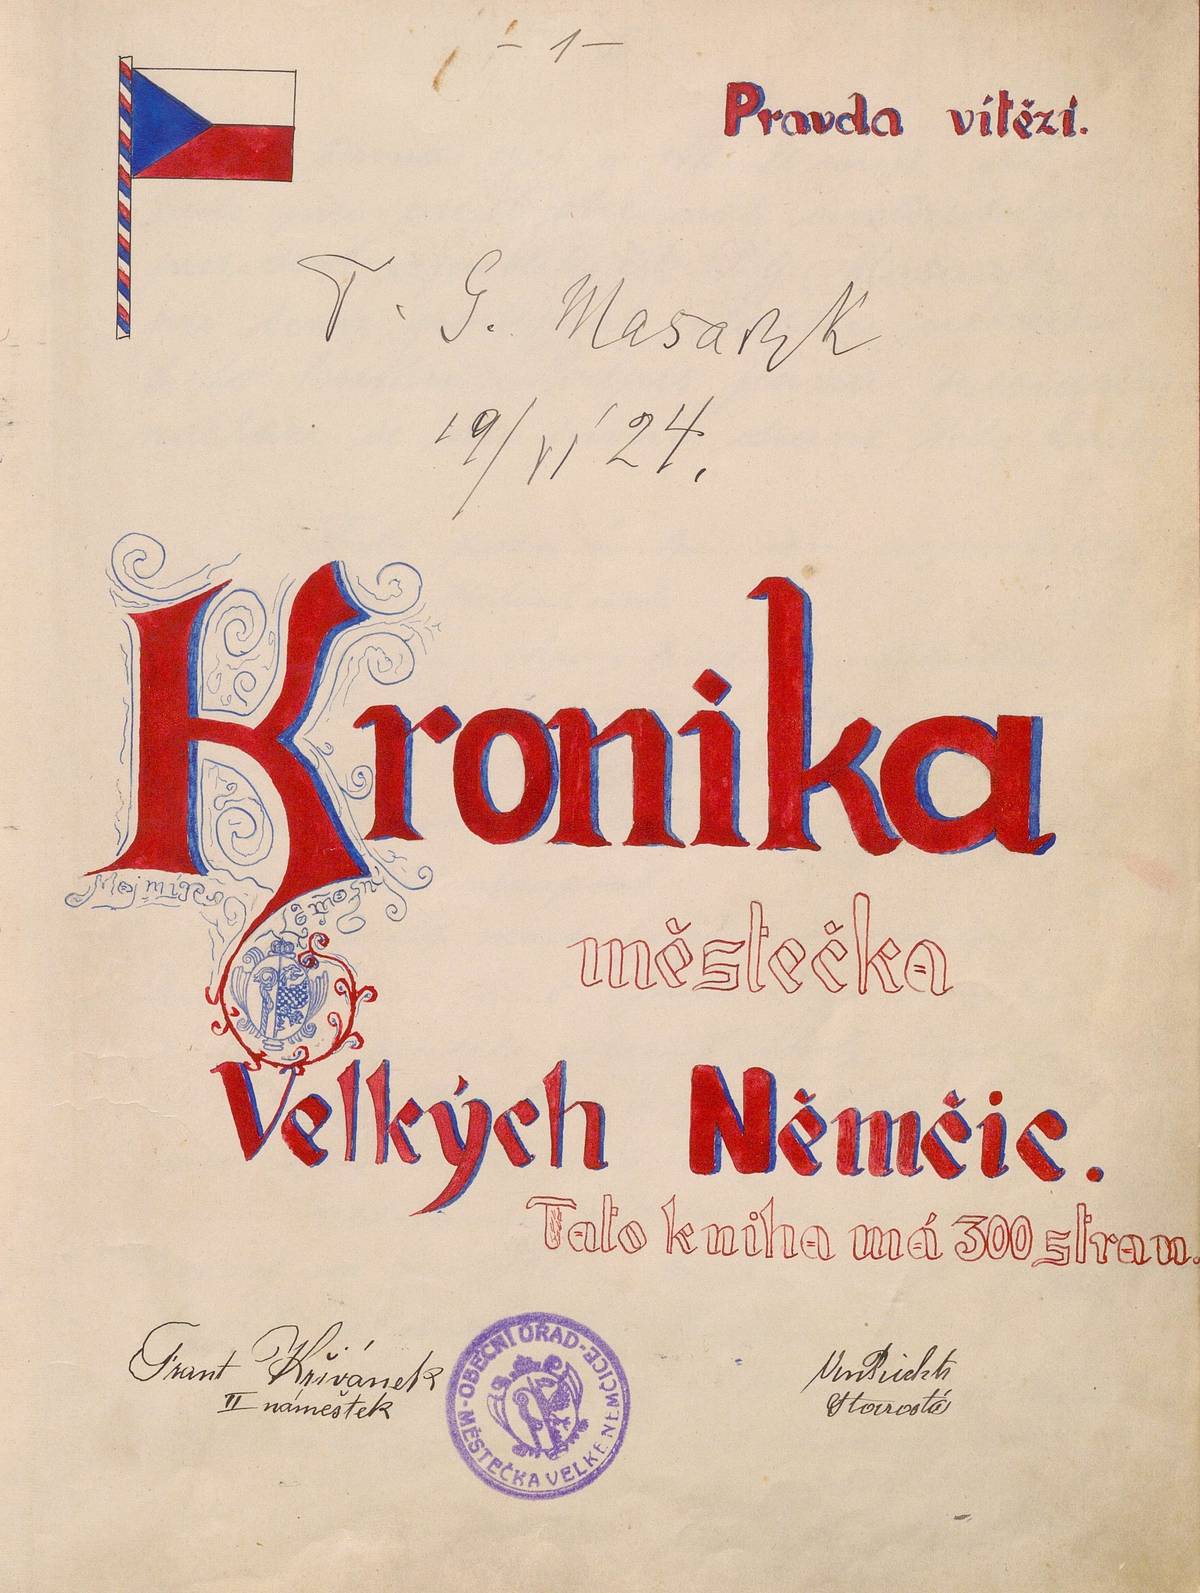 – 1 –
Pravda vítězí.
T. G. Masaryk
19/VI '24.
Kronika
městečka
Velkých Němčic.
Tato kniha má 300 stran.
Frant Křivánek
II náměstek
OBECNÍ ÚŘAD
MĚSTEČKA VELKÉ NĚMČICE
starosta